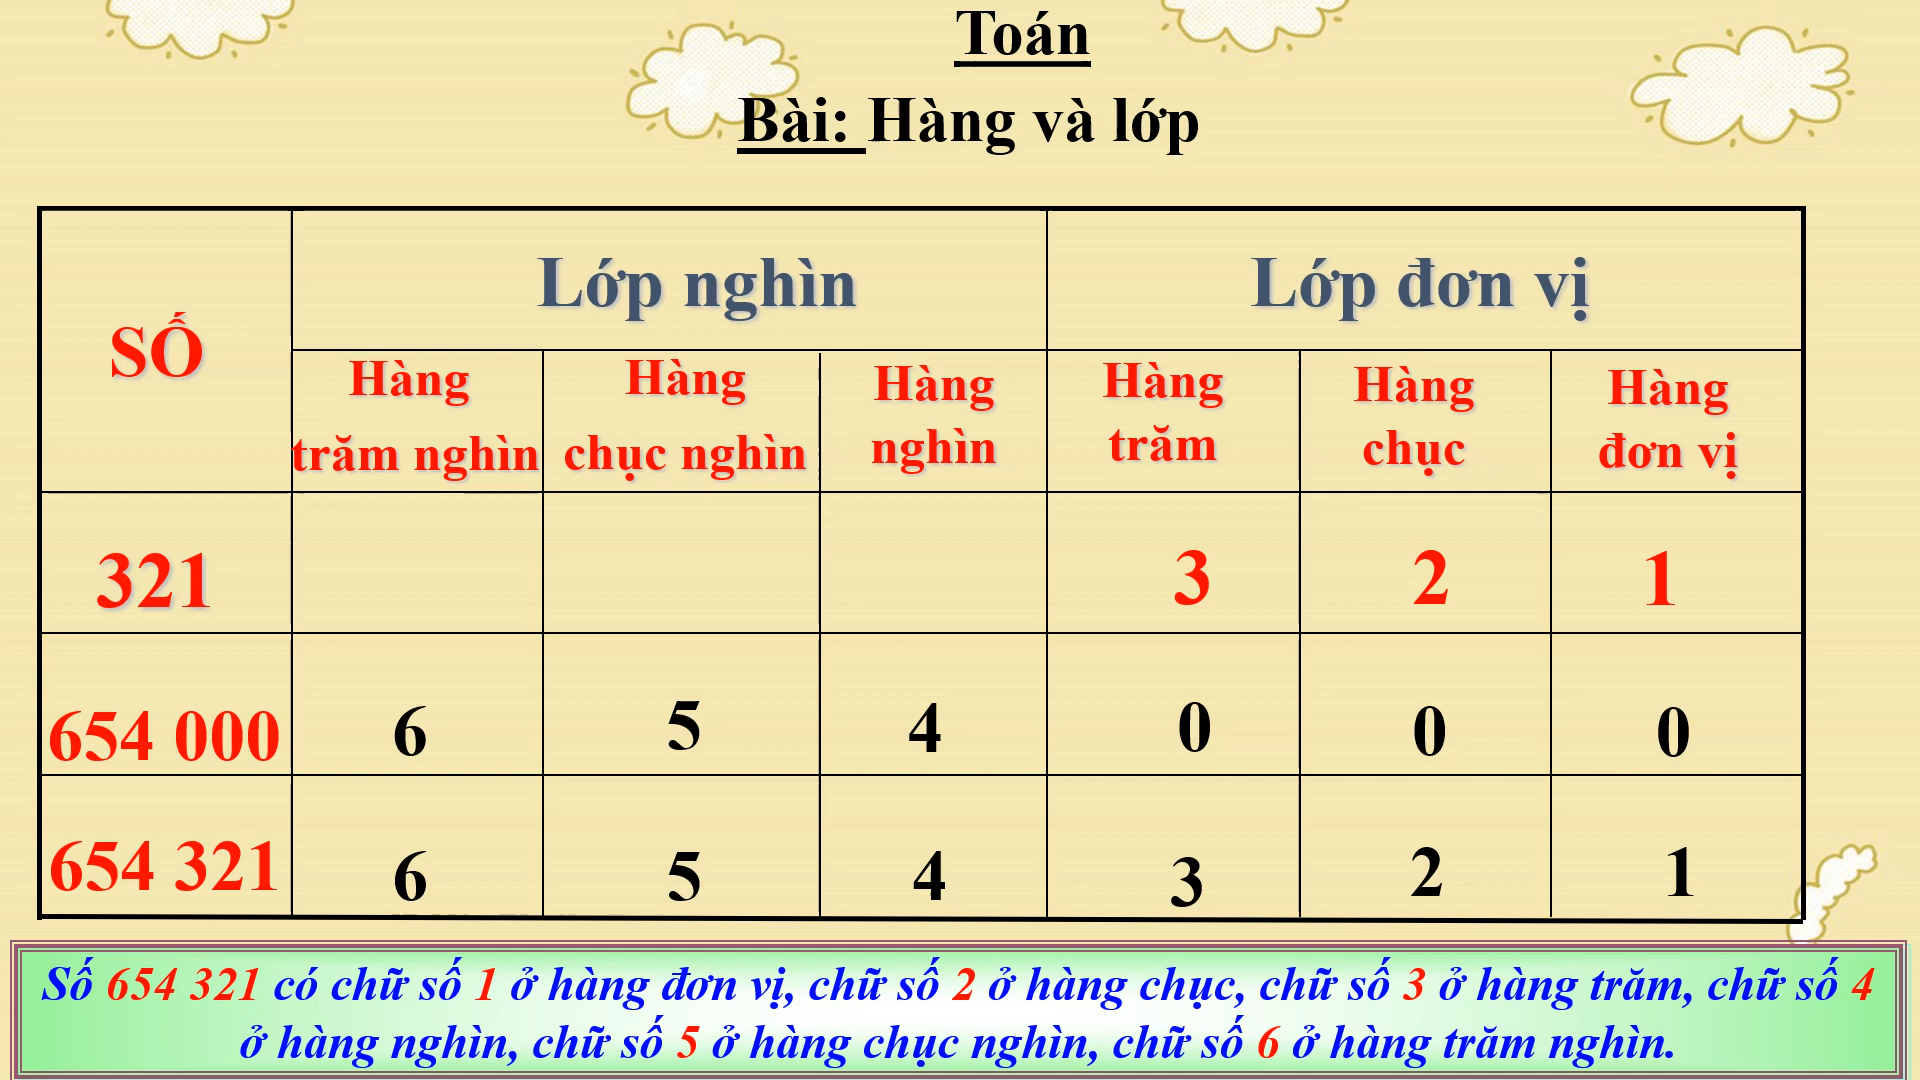 Toán
Bài: Hàng và lớp
SỐ
Lớp nghìn
Lớp đơn vị
Hàng
trăm nghìn
Hàng
chục nghìn
Hàng
nghìn
Hàng
trăm
Hàng
chục
Hàng
đơn vị
321
3 2 1
654 000
6 5 4 0 0 0
654 321
6 5 4 3 2 1
Số 654 321 có chữ số 1 ở hàng đơn vị, chữ số 2 ở hàng chục, chữ số 3 ở hàng trăm, chữ số 4
ở hàng nghìn, chữ số 5 ở hàng chục nghìn, chữ số 6 ở hàng trăm nghìn.